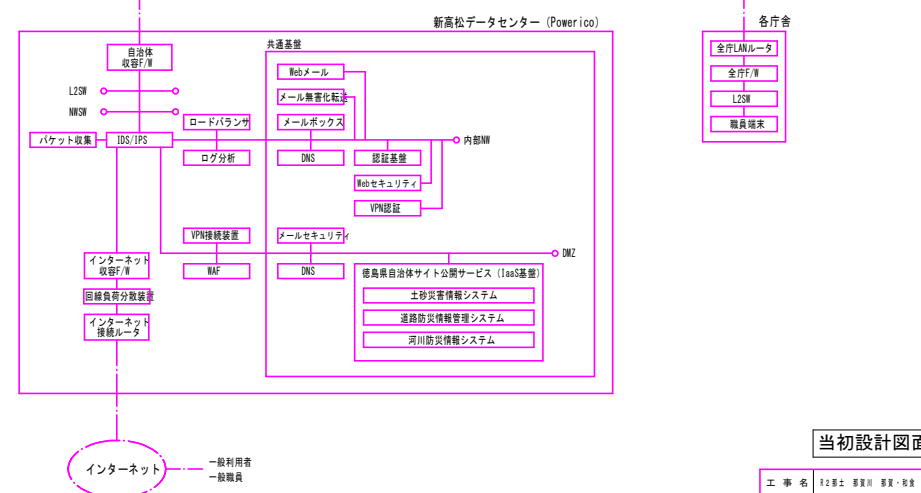 新高松データセンター (Powerico)
各庁舎
共通基盤
自治体
収容F/W
Webメール
全庁LANルータ
全庁F/W
L2SW
メール無害化転送
L2SW
NWSW
ロードバランサ
メールボックス
職員端末
パケット収集
IDS/IPS
内部NW
ログ分析
DNS
認証基盤
Webセキュリティ
VPN認証
VPN接続装置
メールセキュリティ
DMZ
インターネット
収容F/W
WAF
DNS
徳島県自治体サイト公開サービス (IaaS基盤)
回線負荷分散装置
土砂災害情報システム
インターネット
接続ルータ
道路防災情報管理システム
河川防災情報システム
当初設計図面
インターネット
一般利用者
一般職員
工 事 名
R2那土 那賀川 那賀・和食